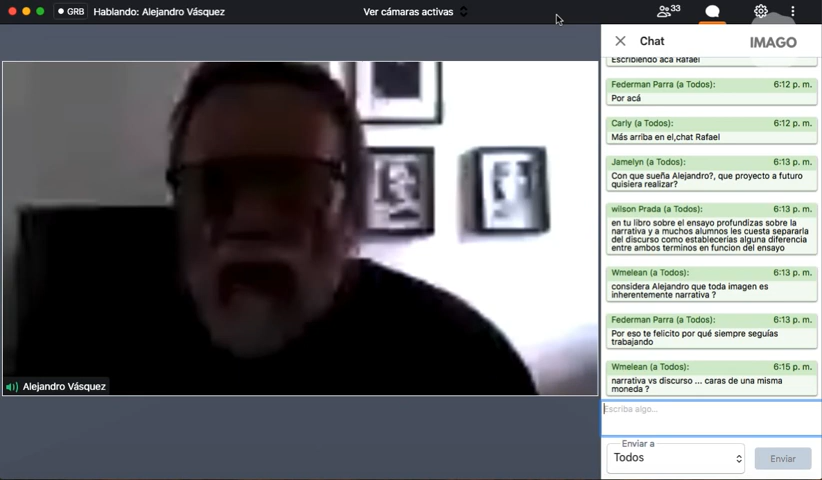 GRB
Hablando: Alejandro Vásquez
Ver cámaras activas
33
Chat
IMAGO
Escribiendo acá Rafael
Federman Parra (a Todos):
6:12 p. m.
Por acá
Carly (a Todos):
6:12 p. m.
Más arriba en el,chat Rafael
Jamelyn (a Todos):
6:13 p. m.
Con que sueña Alejandro?, que proyecto a futuro
quisiera realizar?
wilson Prada (a Todos):
6:13 p. m.
en tu libro sobre el ensayo profundizas sobre la
narrativa y a muchos alumnos les cuesta separarla
del discurso como establecerias alguna diferencia
entre ambos terminos en funcion del ensayo
Wmelean (a Todos):
6:13 p. m.
considera Alejandro que toda imagen es
inherentemente narrativa ?
Federman Parra (a Todos):
6:13 p. m.
Por eso te felicito por qué siempre seguías
trabajando
Wmelean (a Todos):
6:15 p. m.
narrativa vs discurso ... caras de una misma
moneda ?
Escriba algo...
Enviar a
Todos
Enviar
Alejandro Vásquez